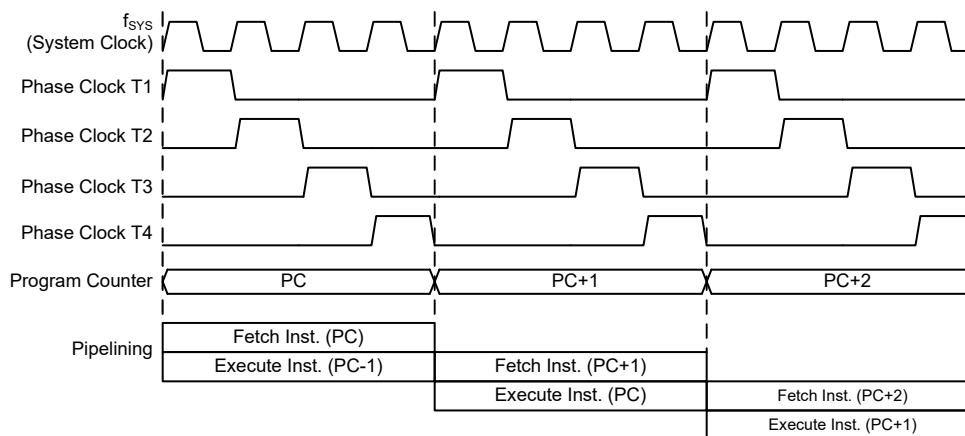 fSYS
(System Clock)
Phase Clock T1
Phase Clock T2
Phase Clock T3
Phase Clock T4
Program Counter PC PC+1 PC+2
Pipelining
Fetch Inst. (PC)
Execute Inst. (PC-1) Fetch Inst. (PC+1)
Execute Inst. (PC) Fetch Inst. (PC+2)
Execute Inst. (PC+1)